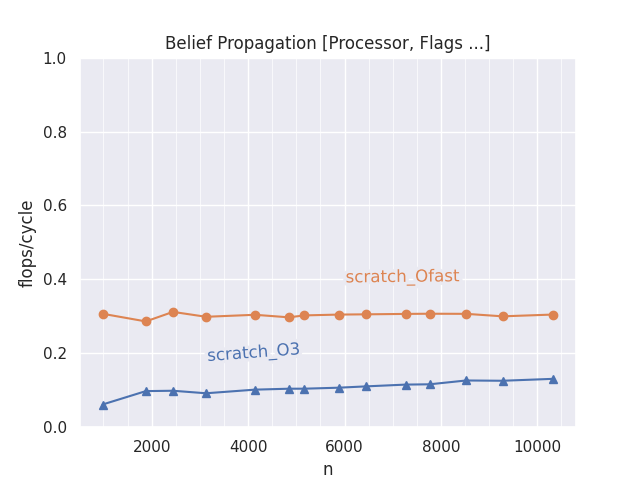 Belief Propagation [Processor, Flags ...]
1.0
0.8
0.6
0.4
0.2
0.0
flops/cycle
scratch_Ofast
scratch_O3
2000 4000 6000 8000 10000
n